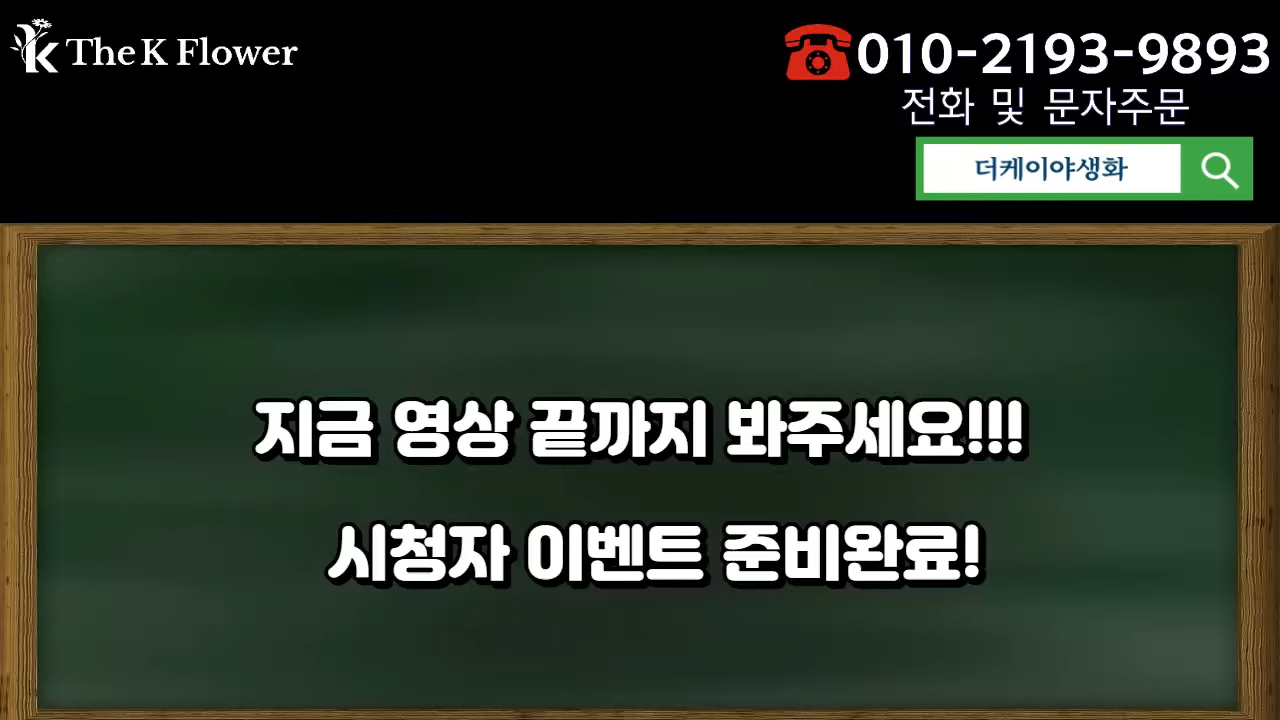 The K Flower
010-2193-9893
전화 및 문자주문
더케이야생화
지금 영상 끝까지 봐주세요!!!
시청자 이벤트 준비완료!